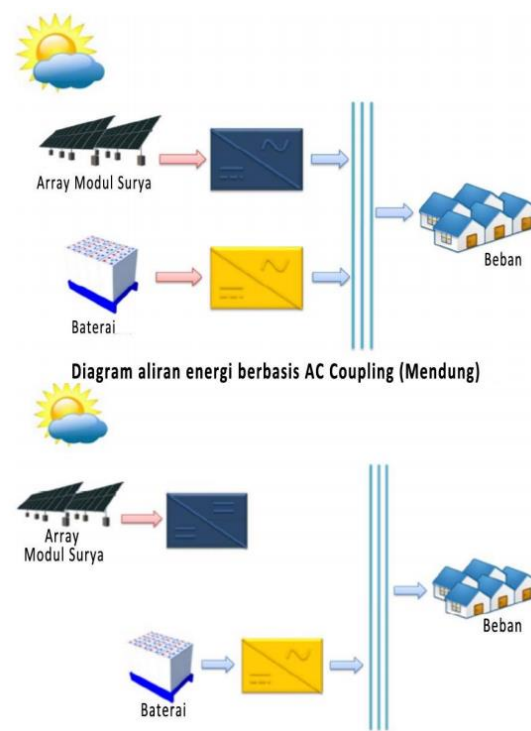 Array Modul Surya
Beban
Baterai
Diagram aliran energi berbasis AC Coupling (Mendung)
Array
Modul Surya
Beban
Baterai